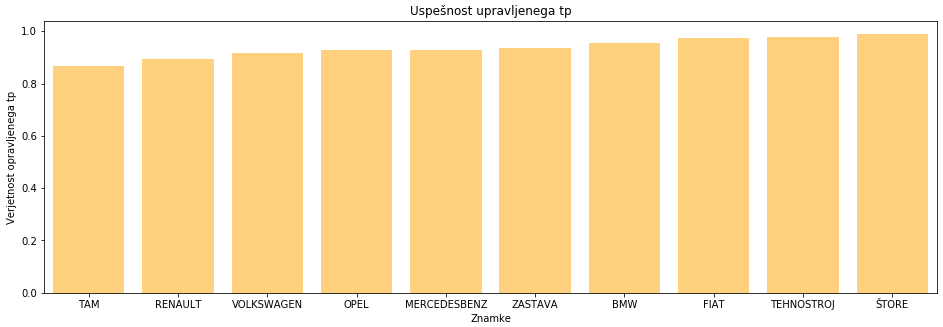 Uspešnost upravljenega tp
Verjetnost opravljenega tp
1.0
0.8
0.6
0.4
0.2
0.0
TAM RENAULT VOLKSWAGEN OPEL MERCEDESBENZ ZASTAVA BMW FIAT TEHNOSTROJ ŠTORE
Znamke